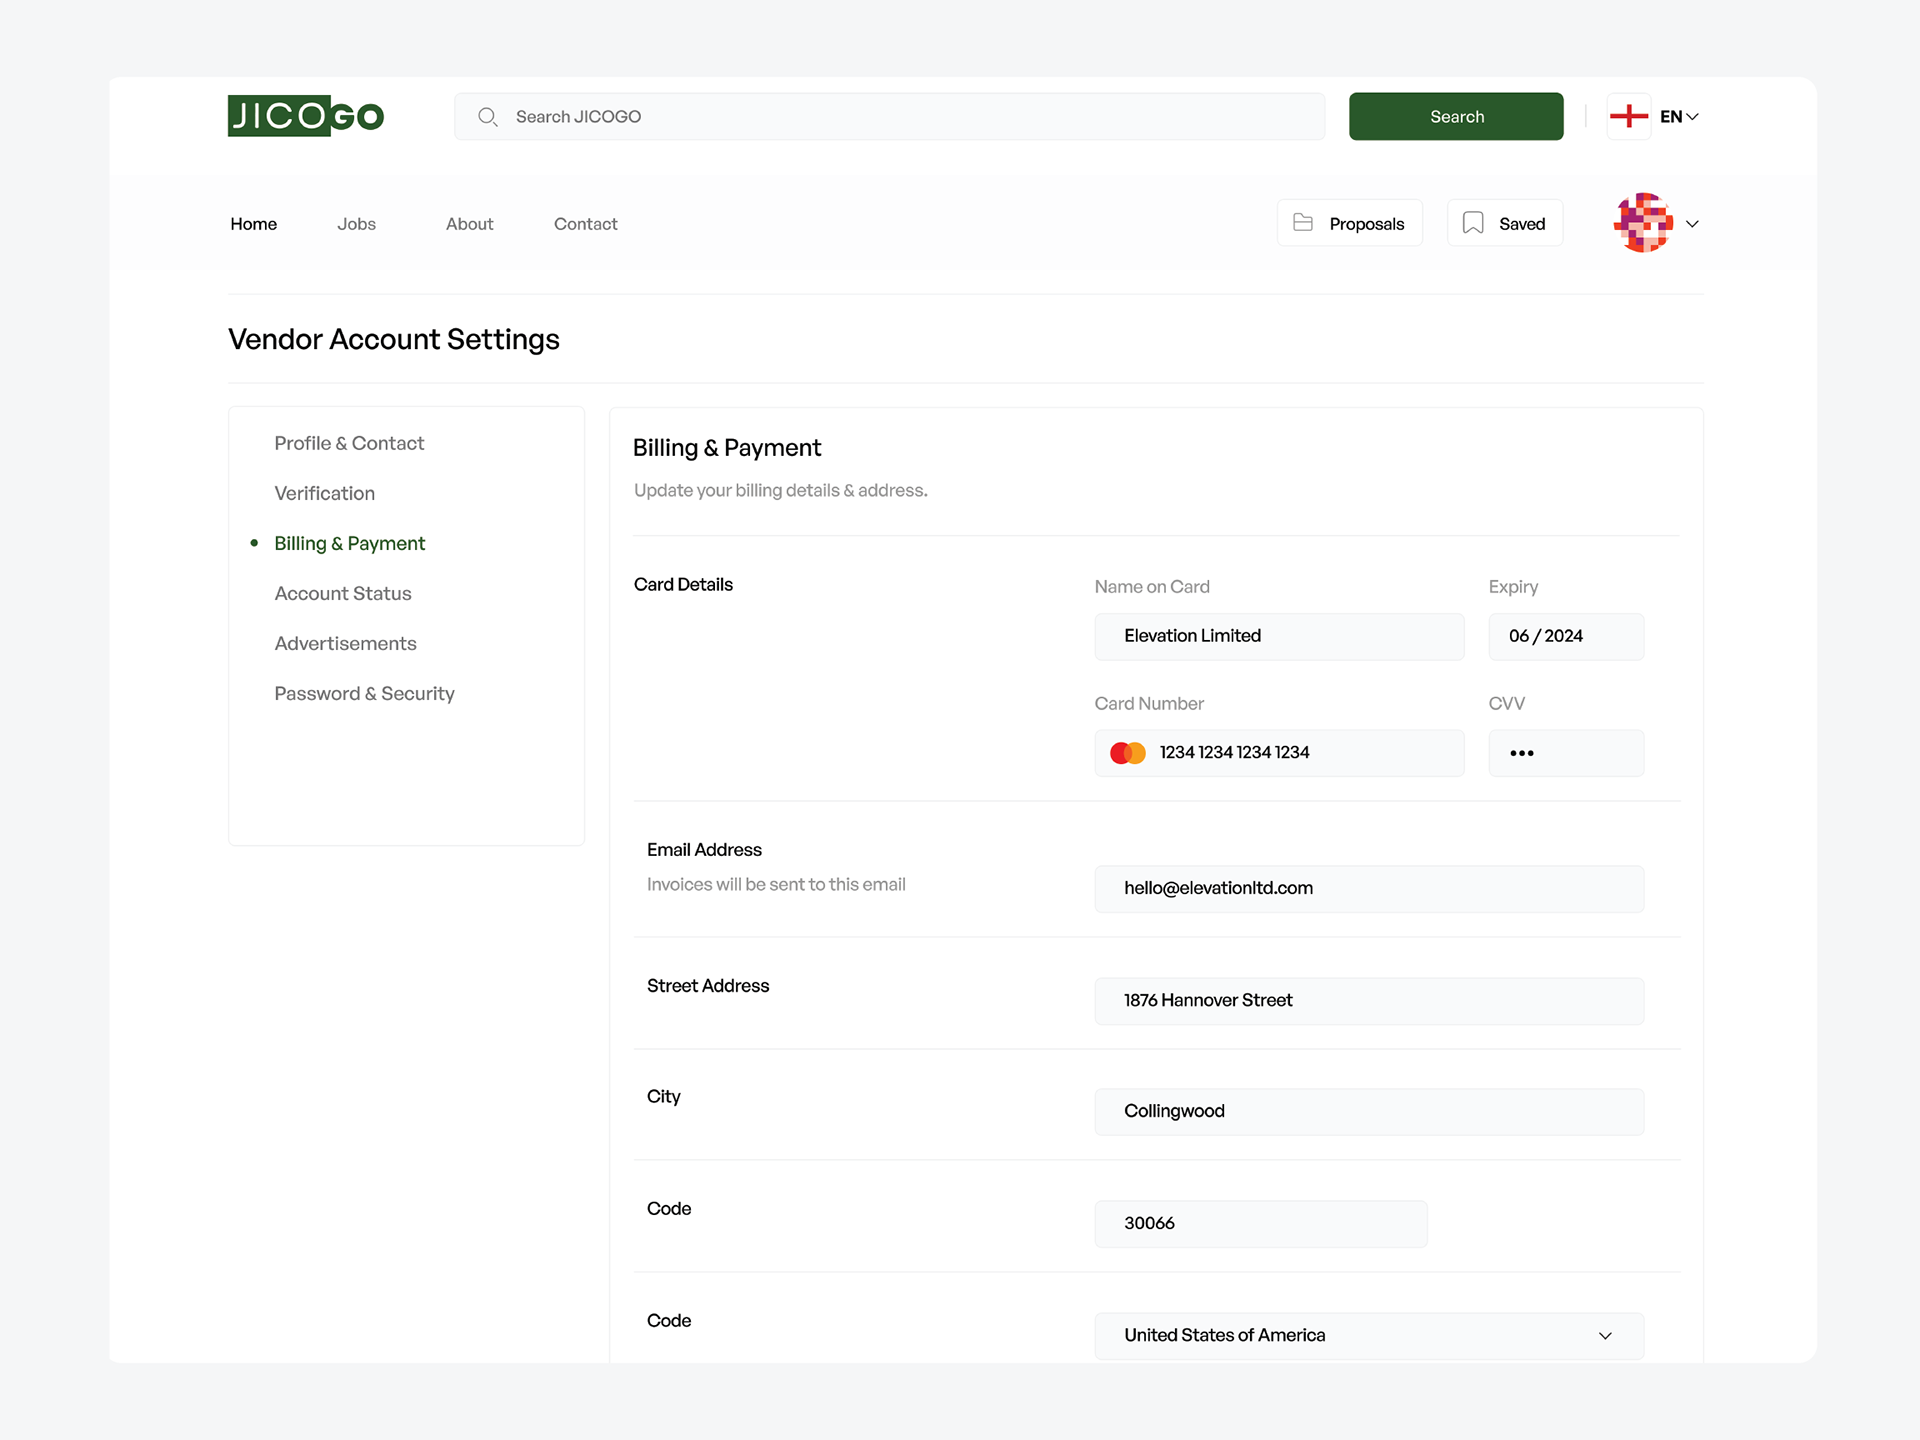 JICOGO
Search JICOGO
Search
EN
Home
Jobs
About
Contact
Proposals
Saved
Vendor Account Settings
Profile & Contact
Verification
Billing & Payment
Account Status
Advertisements
Password & Security
Billing & Payment
Update your billing details & address.
Card Details
Name on Card
Expiry
Elevation Limited
06 / 2024
Card Number
CVV
1234 1234 1234 1234
•••
Email Address
Invoices will be sent to this email
hello@elevationltd.com
Street Address
1876 Hannover Street
City
Collingwood
Code
30066
Code
United States of America